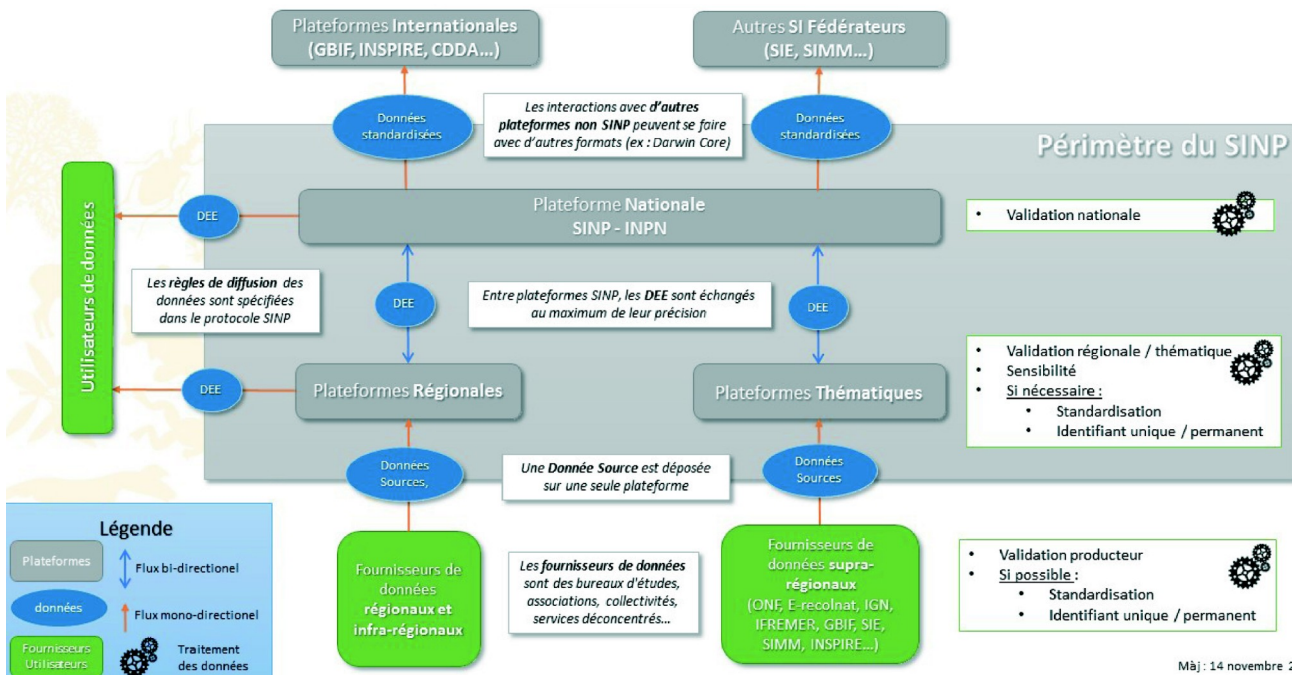 Plateformes Internationales
(GBIF, INSPIRE, CDDA...)
Autres SI Fédérateurs
(SIE, SIMM...)
Données
standardisées
Les interactions avec d'autres
plateformes non SINP peuvent se faire
avec d'autres formats (ex : Darwin Core)
Données
standardisées
Périmètre du SINP
Utilisateurs de données
DEE
Plateforme Nationale
SINP - INPN
• Validation nationale
Les règles de diffusion des
données sont spécifiées
dans le protocole SINP
DEE
Entre plateformes SINP, les DEE sont échangés
au maximum de leur précision
DEE
DEE
Plateformes Régionales
Plateformes Thématiques
• Validation régionale / thématique
• Sensibilité
• Si nécessaire :
• Standardisation
• Identifiant unique / permanent
Données
Sources,
Une Donnée Source est déposée
sur une seule plateforme
Données
Sources
Légende
Plateformes
Flux bi-directionel
données
Flux mono-directionel
Fournisseurs
Utilisateurs
Traitement
des données
Fournisseurs de
données
régionaux et
infra-régionaux
Les fournisseurs de données
sont des bureaux d'études,
associations, collectivités,
services déconcentrés...
Fournisseurs de
données supra-
régionaux
(ONF, E-recolnat, IGN,
IFREMER, GBIF, SIE,
SIMM, INSPIRE...)
• Validation producteur
• Si possible :
• Standardisation
• Identifiant unique / permanent
Màj : 14 novembre 2